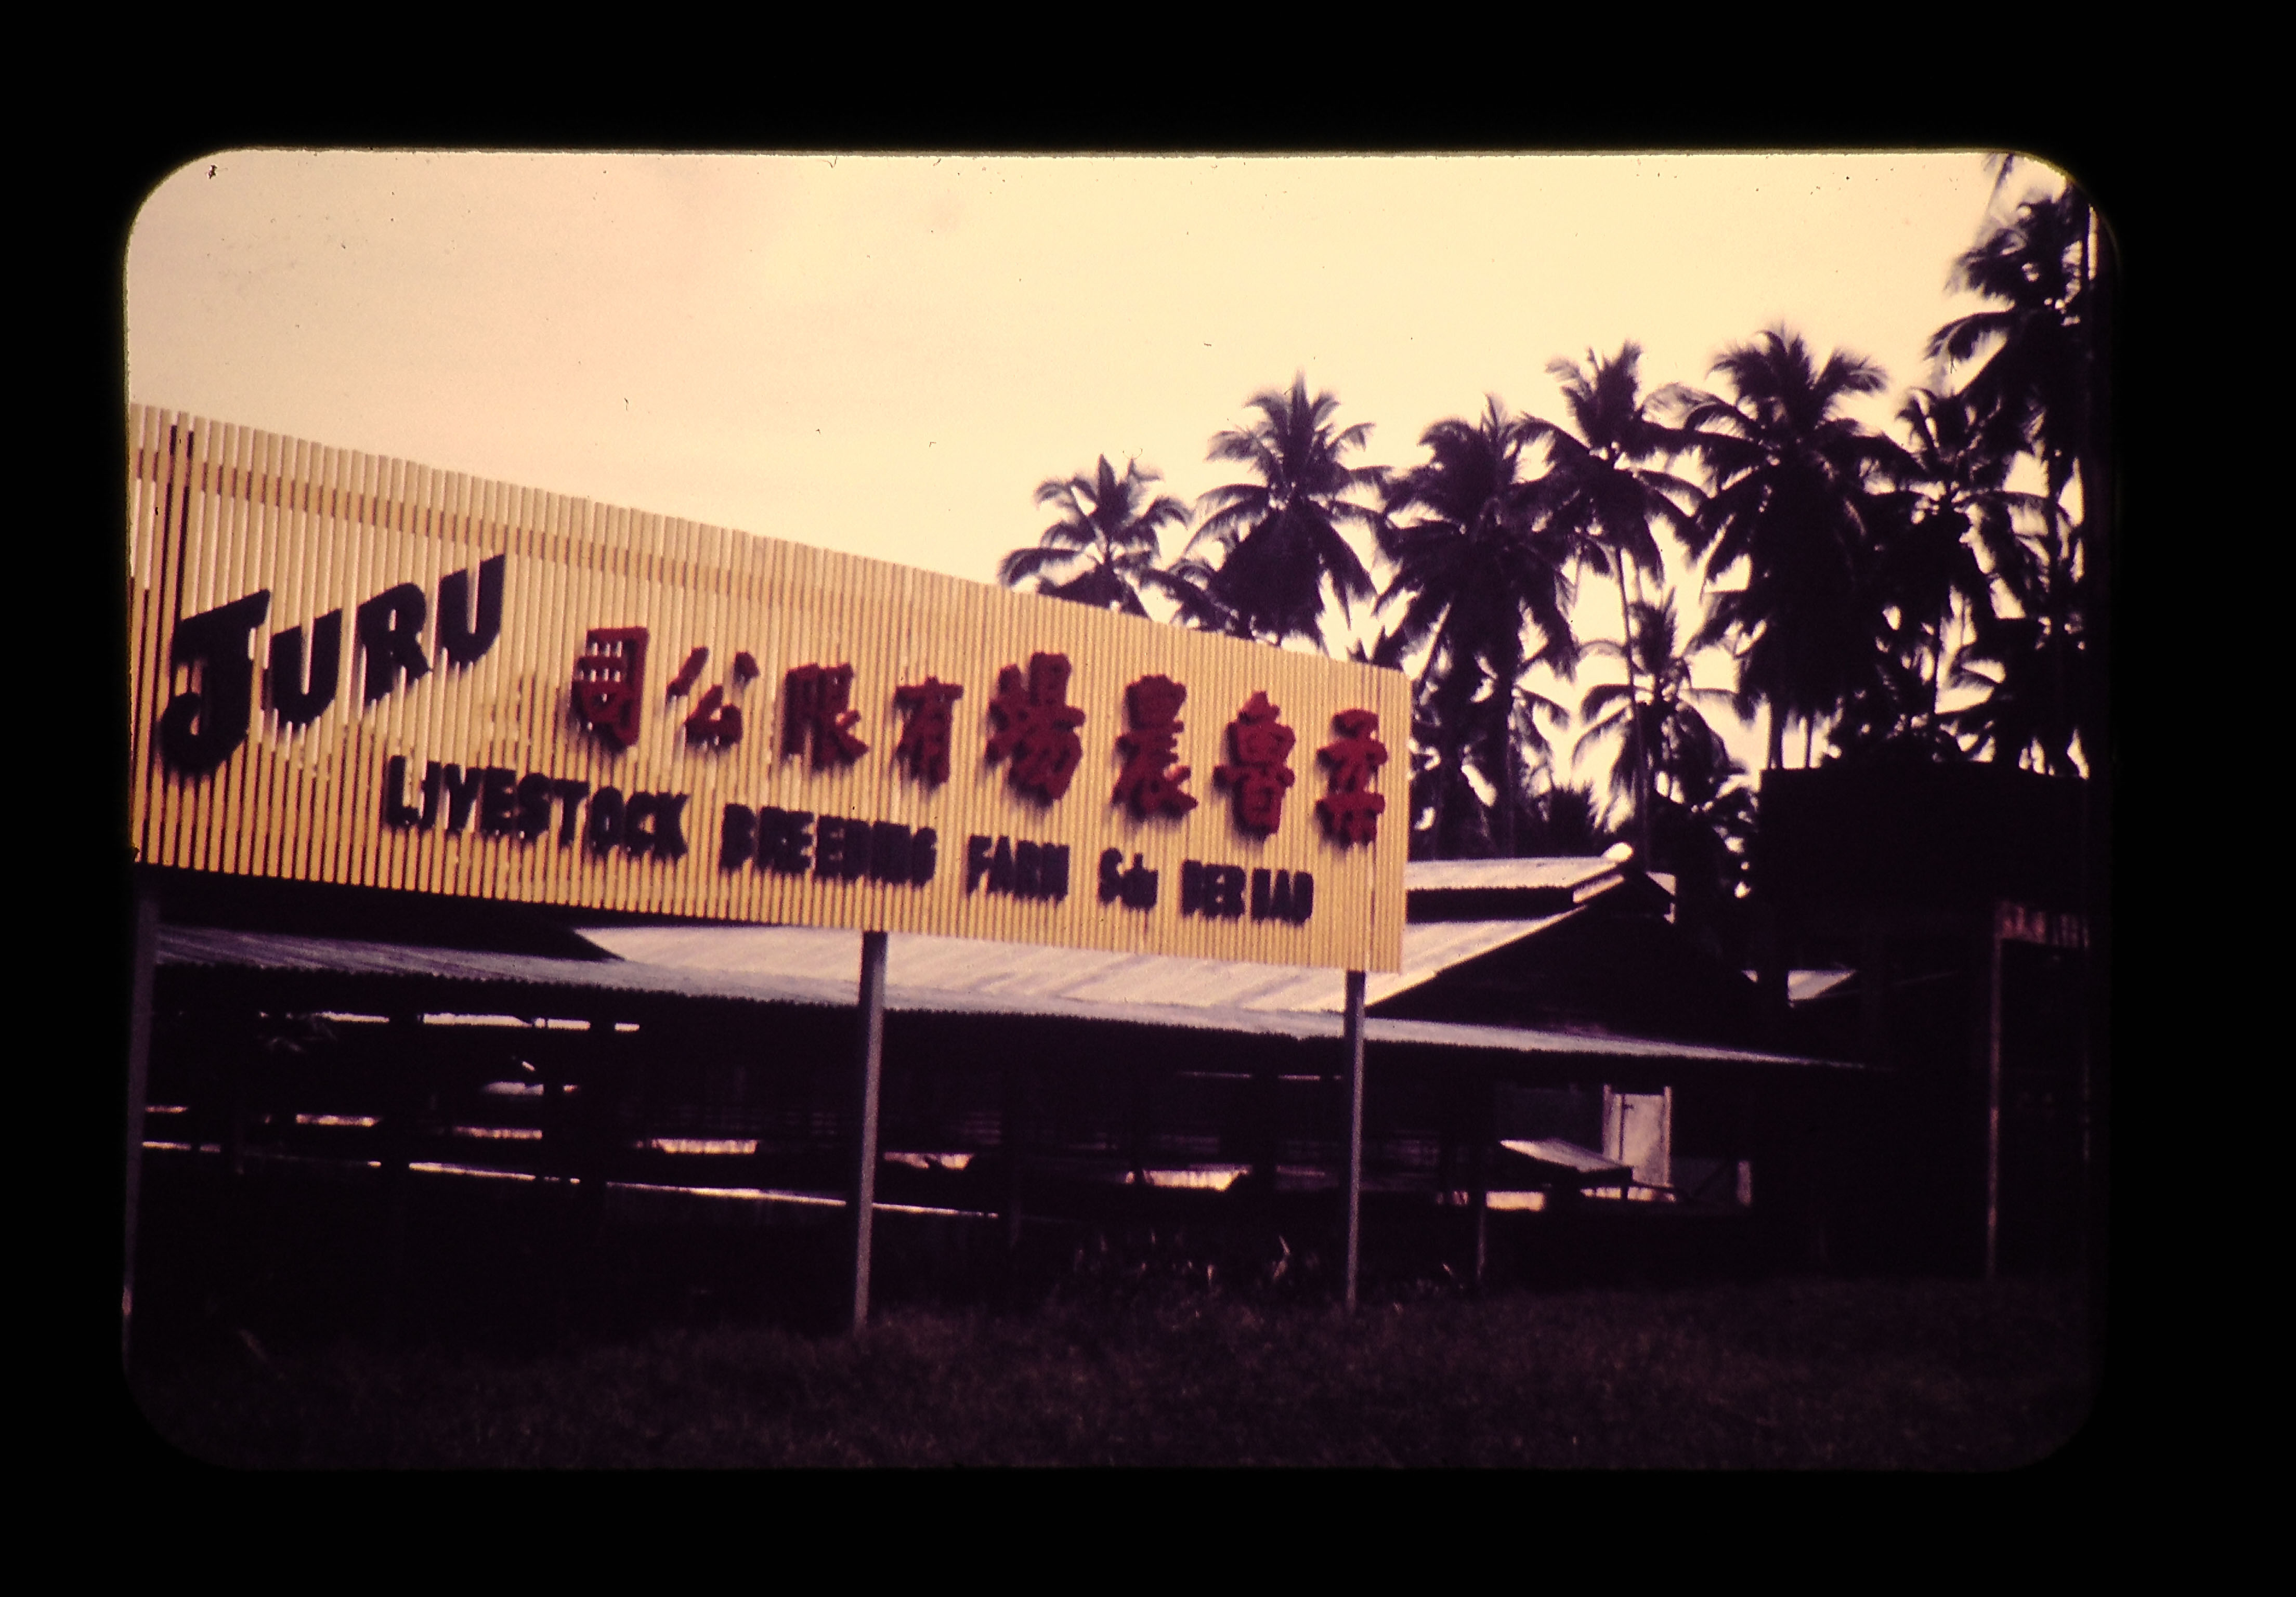 JURU
柔魯農場有限公司
LIVESTOCK BREEDING FARM Sdn BERHAD